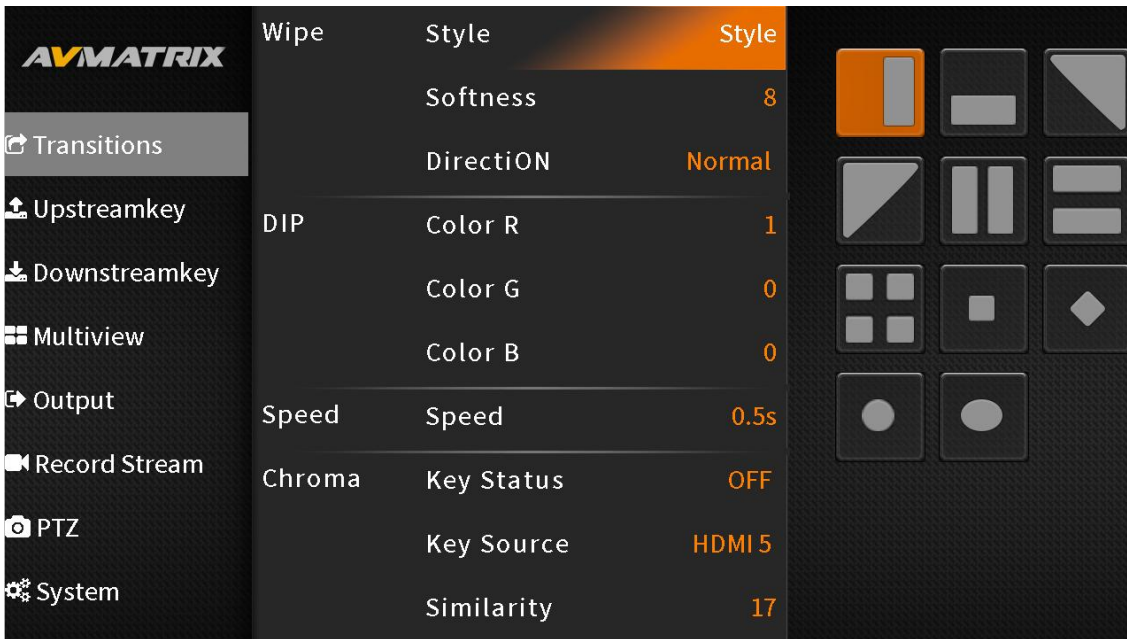 AVMATRIX
Transitions
Upstreamkey
Downstreamkey
Multiview
Output
Record Stream
PTZ
System
Wipe Style Style
Softness 8
DirectiON Normal
DIP Color R 1
Color G 0
Color B 0
Speed Speed 0.5s
Chroma Key Status OFF
Key Source HDMI 5
Similarity 17